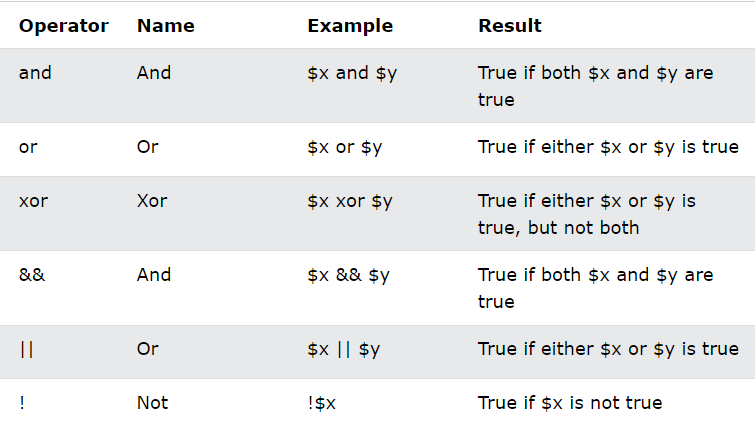 Operator Name Example Result
and And $x and $y True if both $x and $y are
true
or Or $x or $y True if either $x or $y is true
xor Xor $x xor $y True if either $x or $y is
true, but not both
&& And $x && $y True if both $x and $y are
true
|| Or $x || $y True if either $x or $y is true
! Not !$x True if $x is not true